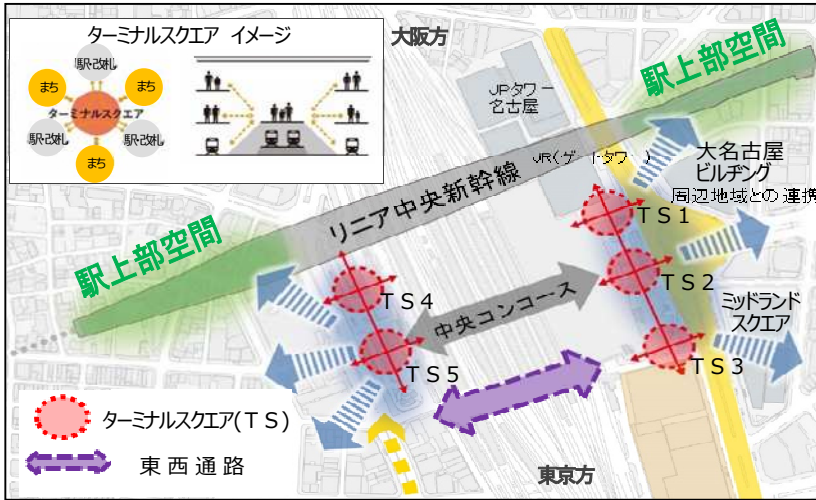 ターミナルスクエア イメージ
駅・改札
まち
まち
ターミナルスクエア
駅・改札
駅・改札
まち
大阪方
JPタワー
名古屋
JR(ゲートタワー)
駅上部空間
大名古屋
ビルヂング
周辺地域との連携
リニア中央新幹線
駅上部空間
TS1
TS2
TS3
TS4
TS5
中央コンコース
ミッドランド
スクエア
ターミナルスクエア(TS)
東西通路
東京方